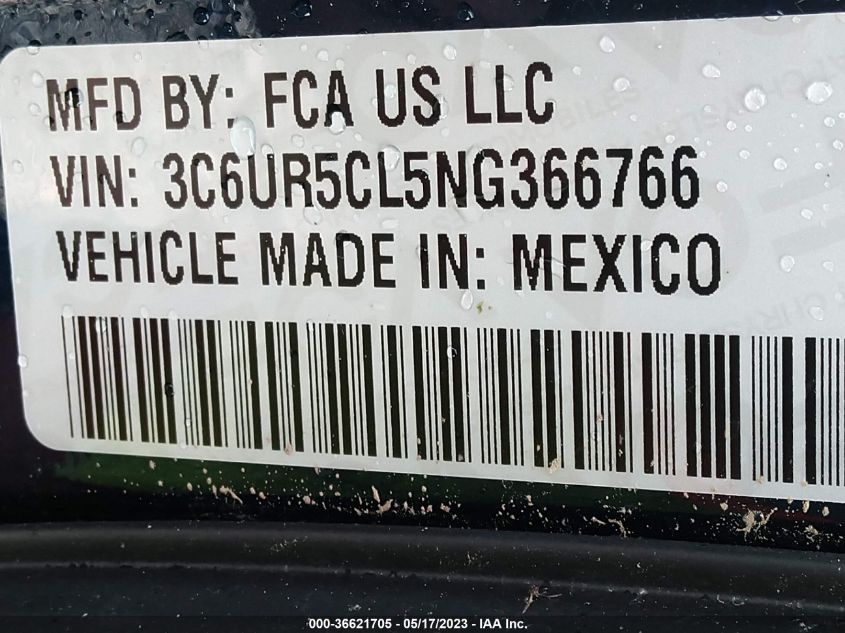 MFD BY: FCA US LLC
VIN: 3C6UR5CL5NG366766
VEHICLE MADE IN: MEXICO
000-36621705 - 05/17/2023 - IAA Inc.